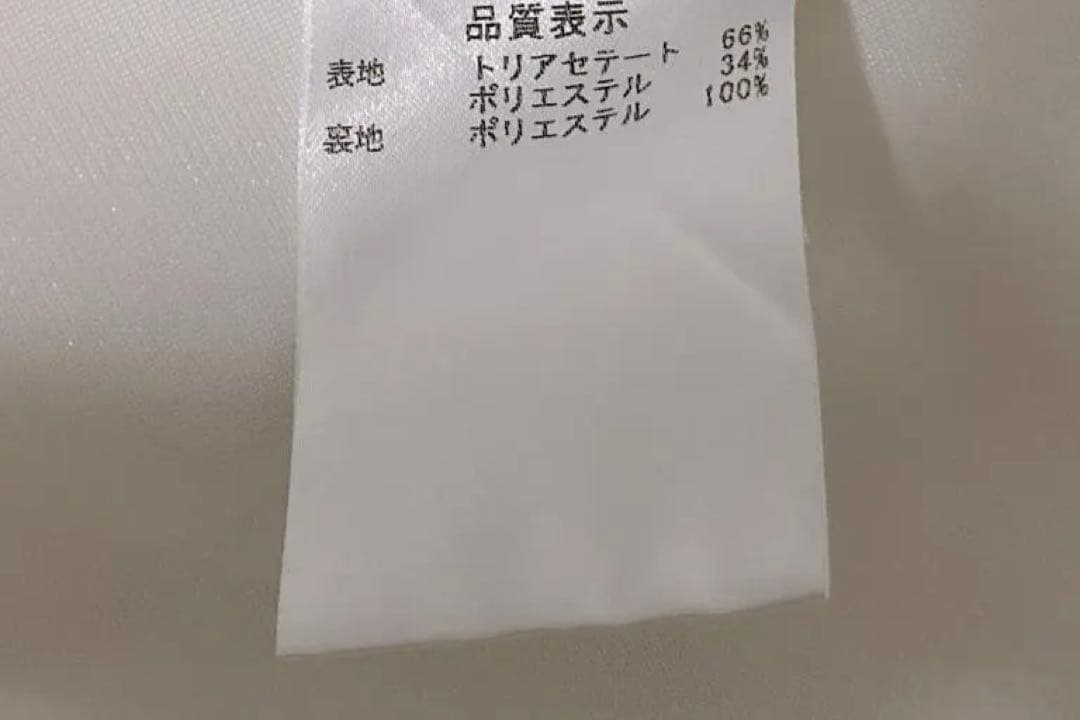 品質表示
表地 トリアセテート 66%
ポリエステル 34%
裏地 ポリエステル 100%